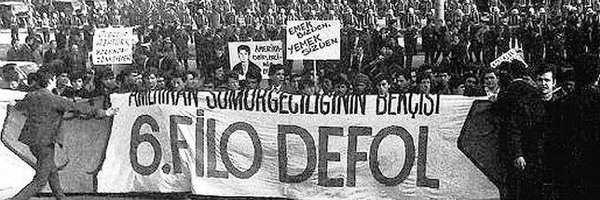 EMEK
BİZDEN,
YEMEK
SİZDEN
AMERİKA
AMERİKAN SÖMÜRGECİLİĞİNİN BEKÇİSİ
6.FİLO DEFOL